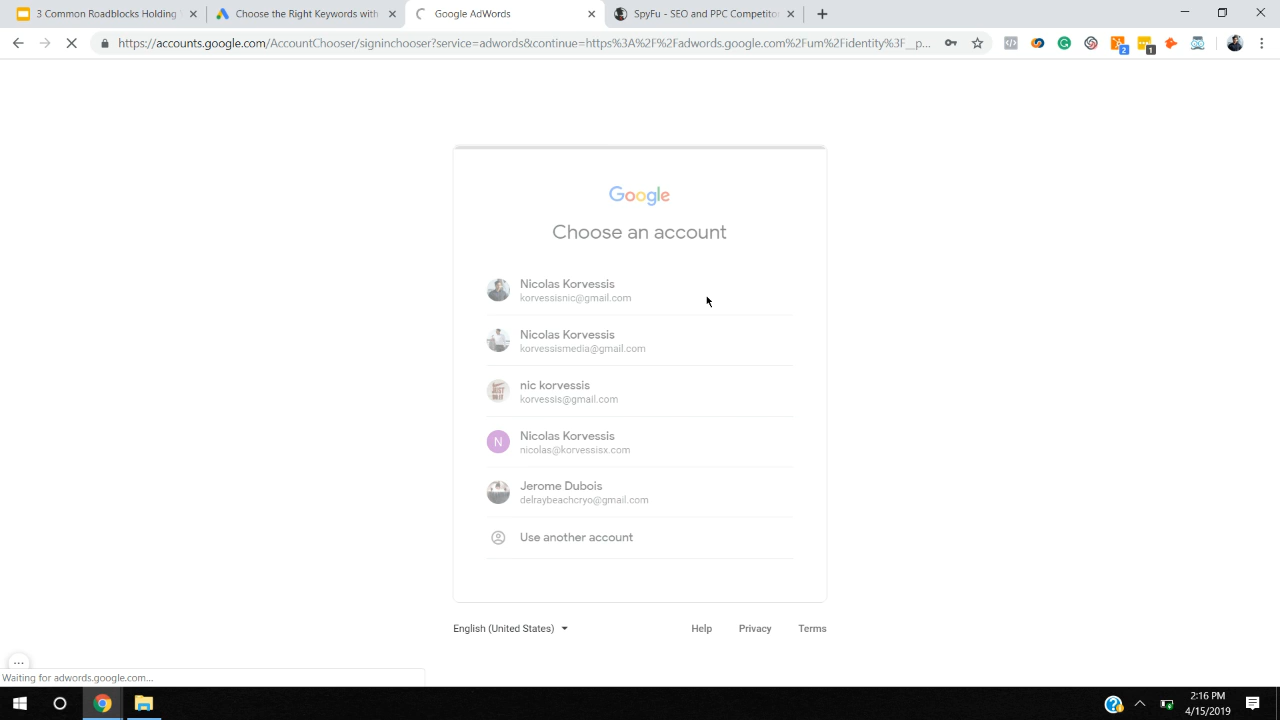 3 Common Roadblocks Holding
Choose the Right Keywords with
Google AdWords
SpyFu - SEO and PPC Competitor
https://accounts.google.com/AccountChooser/signinchooser?service=adwords&continue=https%3A%2F%2Fadwords.google.com%2Fum%2Fidentity%3F__p...
2
1
Google
Choose an account
Nicolas Korvessis
korvessisnic@gmail.com
Nicolas Korvessis
korvessismedia@gmail.com
nic korvessis
korvessis@gmail.com
N
Nicolas Korvessis
nicolas@korvessisx.com
Jerome Dubois
delraybeachcryo@gmail.com
Use another account
English (United States)
Help
Privacy
Terms
Waiting for adwords.google.com...
2:16 PM
4/15/2019